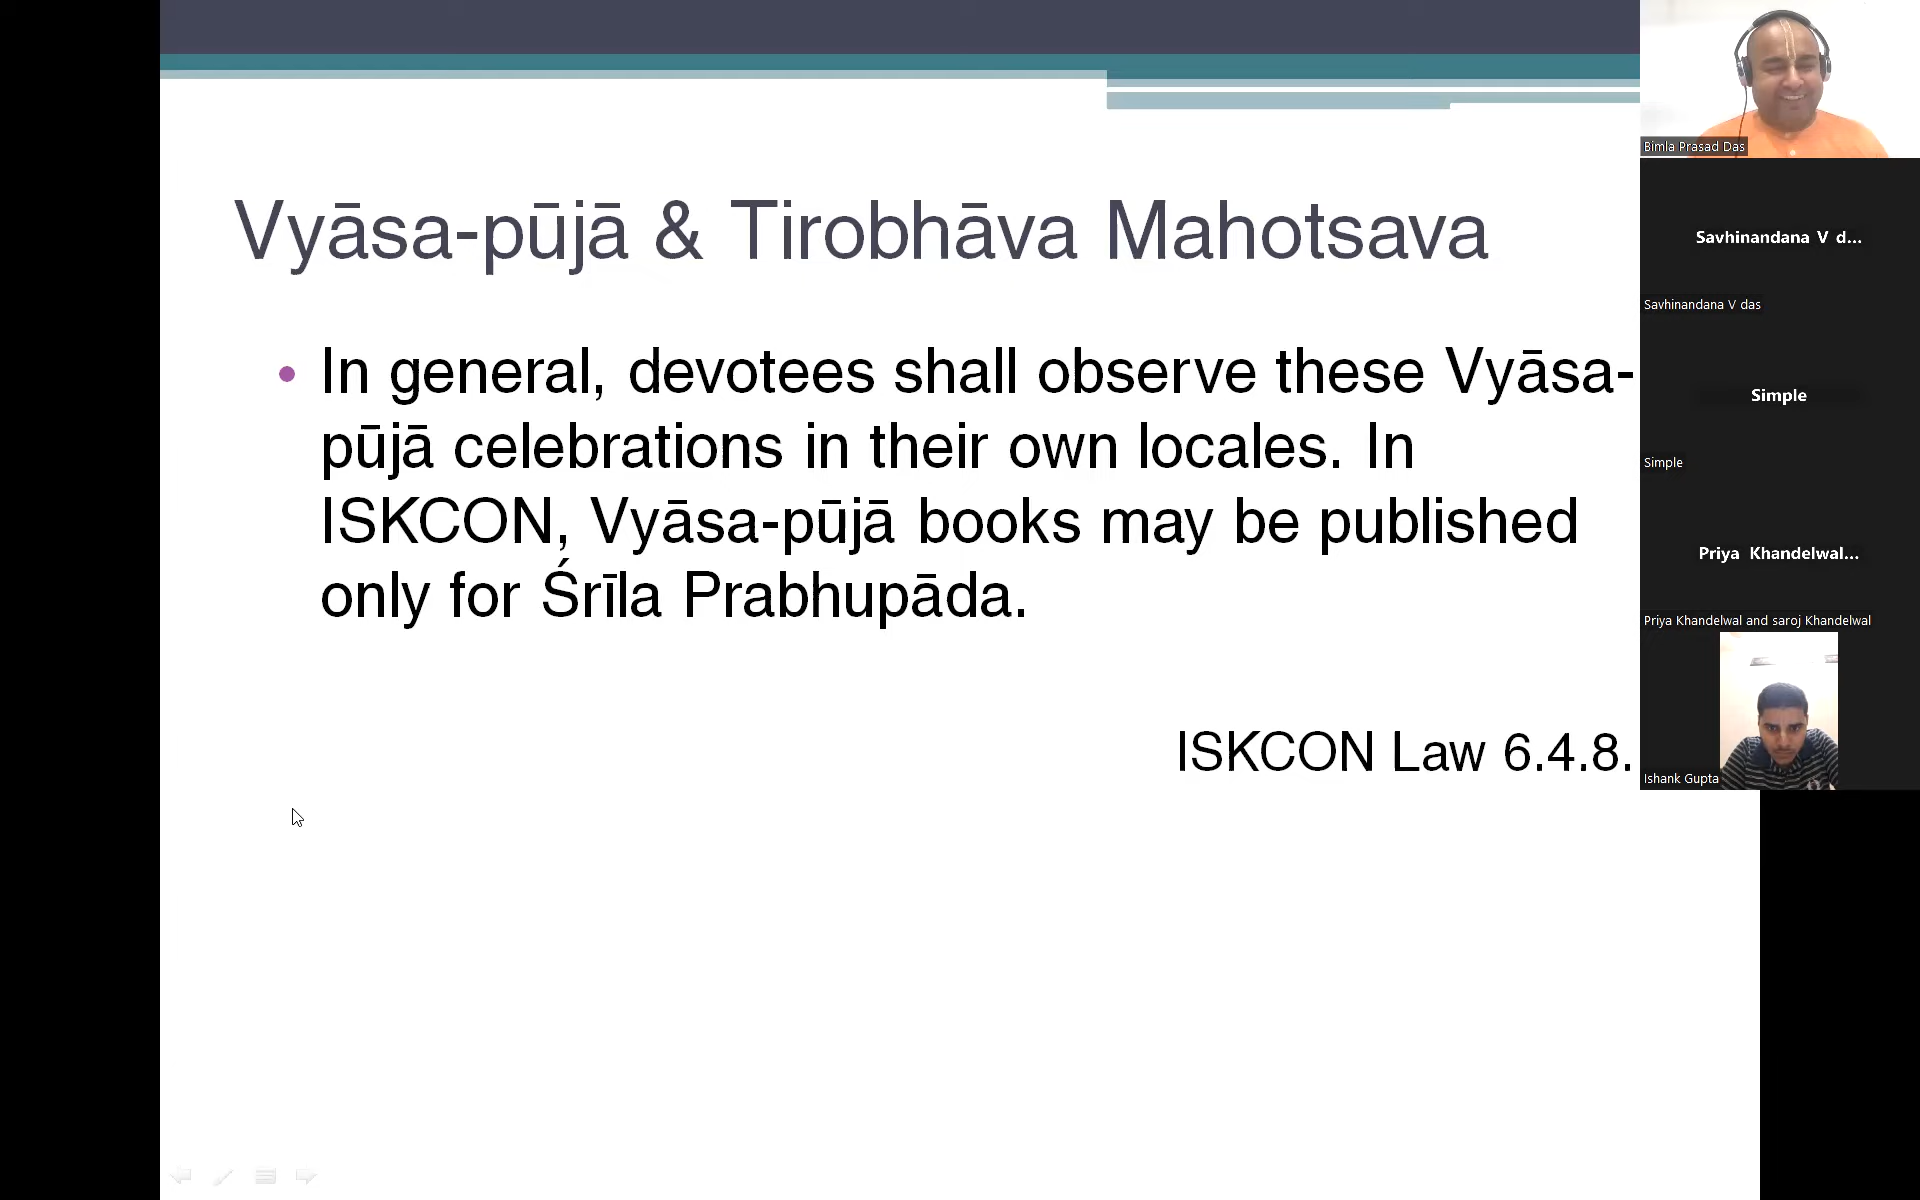 Vyāsa-pūjā & Tirobhāva Mahotsava
• In general, devotees shall observe these Vyāsa-
pūjā celebrations in their own locales. In
ISKCON, Vyāsa-pūjā books may be published
only for Śrīla Prabhupāda.
ISKCON Law 6.4.8.
Bimla Prasad Das
Savhinandana V d...
Savhinandana V das
Simple
Simple
Priya Khandelwal...
Priya Khandelwal and saroj Khandelwal
Ishank Gupta